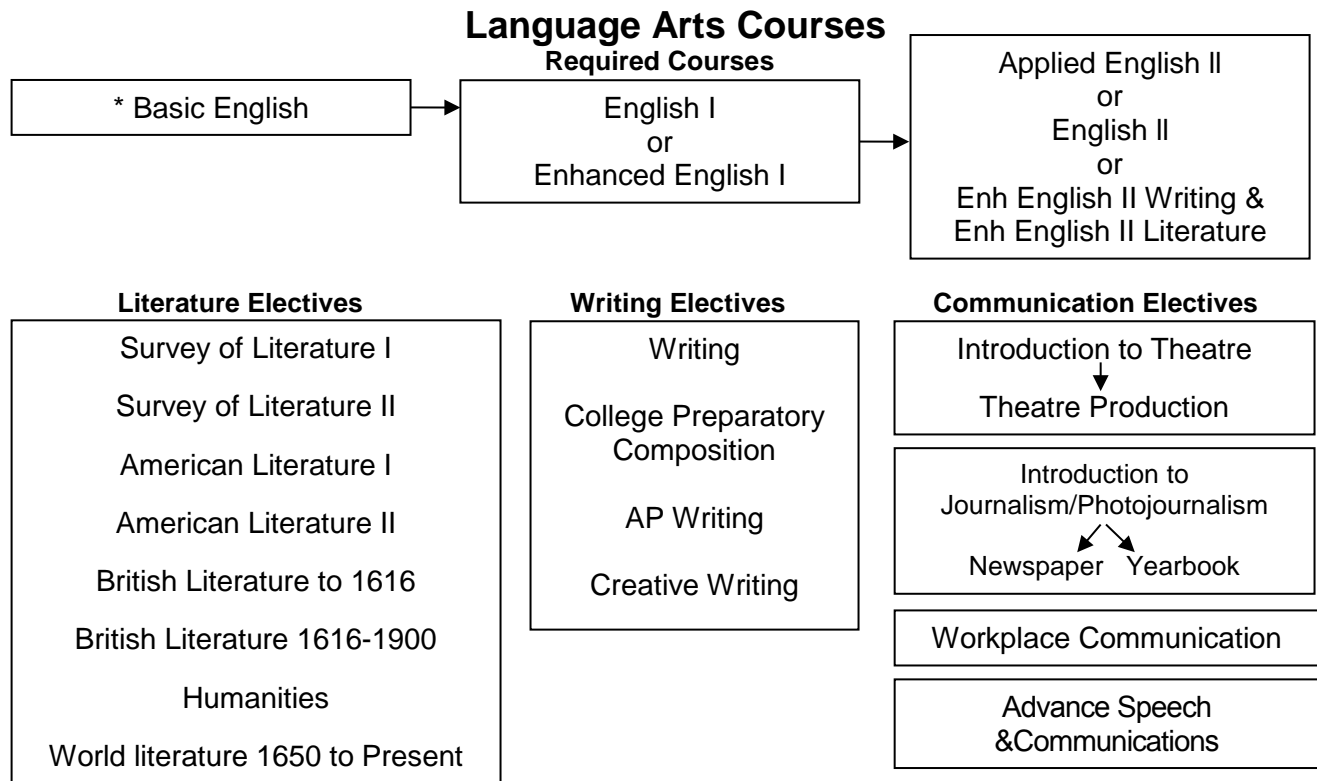 Language Arts Courses
Required Courses
* Basic English
English I
or
Enhanced English I
Applied English II
or
English II
or
Enh English II Writing &
Enh English II Literature
Literature Electives
Survey of Literature I
Survey of Literature II
American Literature I
American Literature II
British Literature to 1616
British Literature 1616-1900
Humanities
World literature 1650 to Present
Writing Electives
Writing
College Preparatory
Composition
AP Writing
Creative Writing
Communication Electives
Introduction to Theatre
Theatre Production
Introduction to
Journalism/Photojournalism
Newspaper Yearbook
Workplace Communication
Advance Speech
&Communications